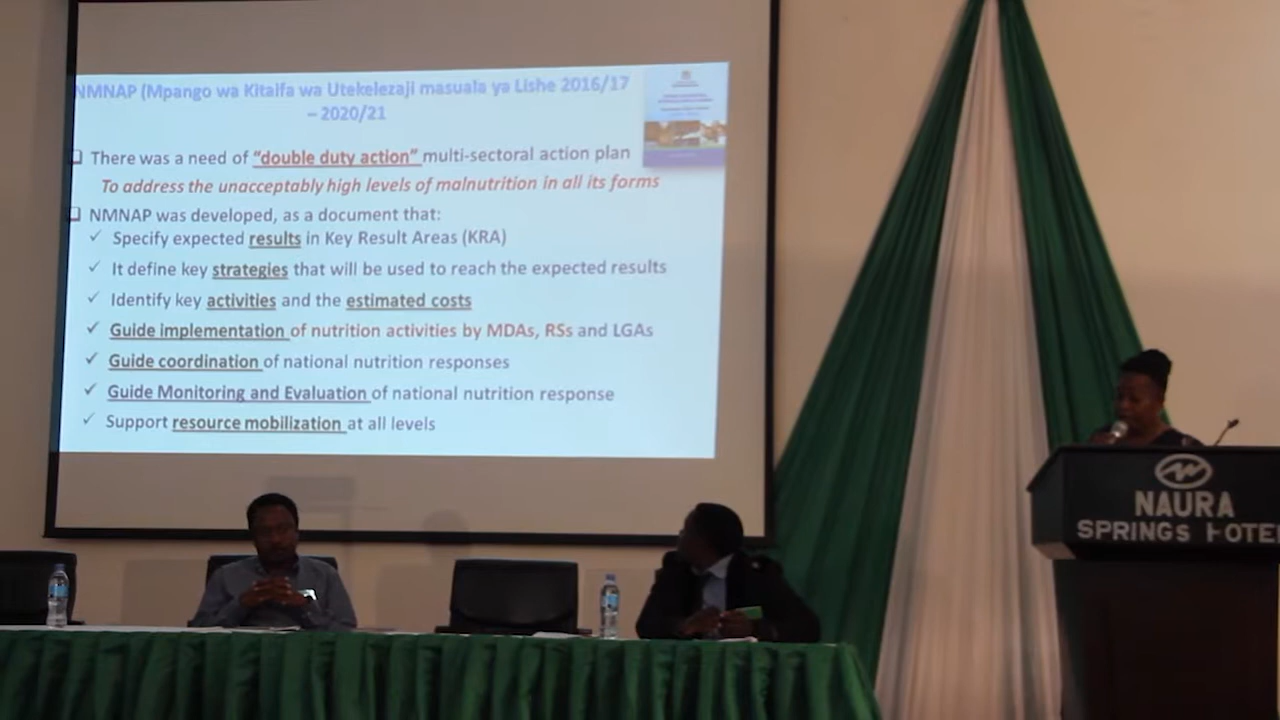 NMNAP (Mpango wa Kitaifa wa Utekelezaji masuala ya Lishe 2016/17
– 2020/21
There was a need of “double duty action” multi-sectoral action plan
To address the unacceptably high levels of malnutrition in all its forms
NMNAP was developed, as a document that:
✓ Specify expected results in Key Result Areas (KRA)
✓ It define key strategies that will be used to reach the expected results
✓ Identify key activities and the estimated costs
✓ Guide implementation of nutrition activities by MDAs, RSs and LGAs
✓ Guide coordination of national nutrition responses
✓ Guide Monitoring and Evaluation of national nutrition response
✓ Support resource mobilization at all levels
NAURA
SPRINGS HOTE